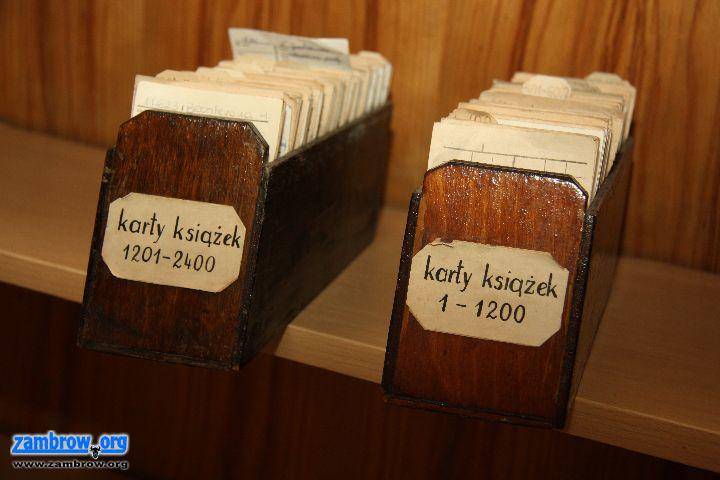 karty książek
1201-2400
karty książek
1-1200
zambrow.org
www.zambrow.org